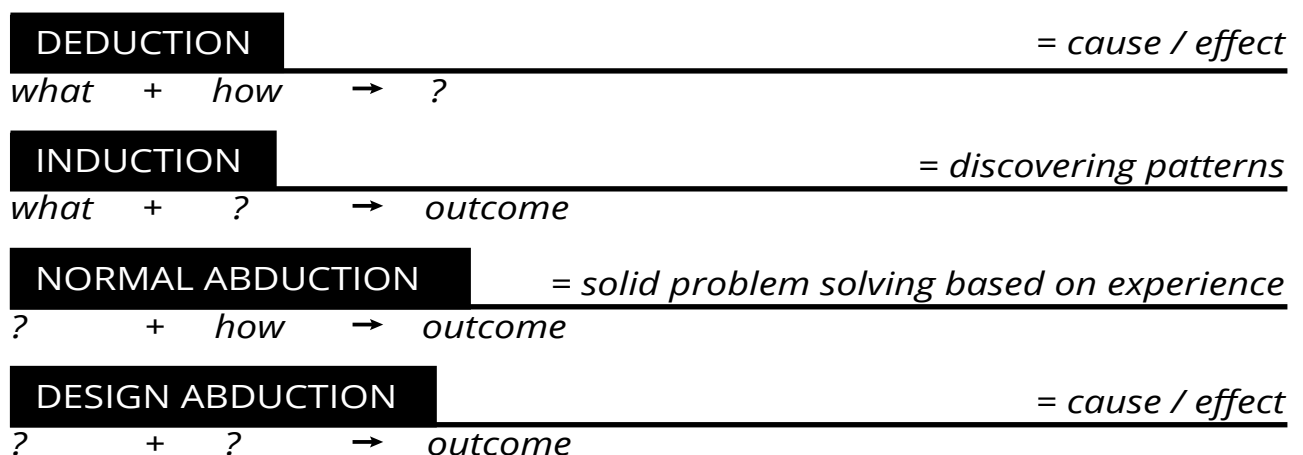 DEDUCTION = cause / effect
what + how → ?
INDUCTION = discovering patterns
what + ? → outcome
NORMAL ABDUCTION = solid problem solving based on experience
? + how → outcome
DESIGN ABDUCTION = cause / effect
? + ? → outcome